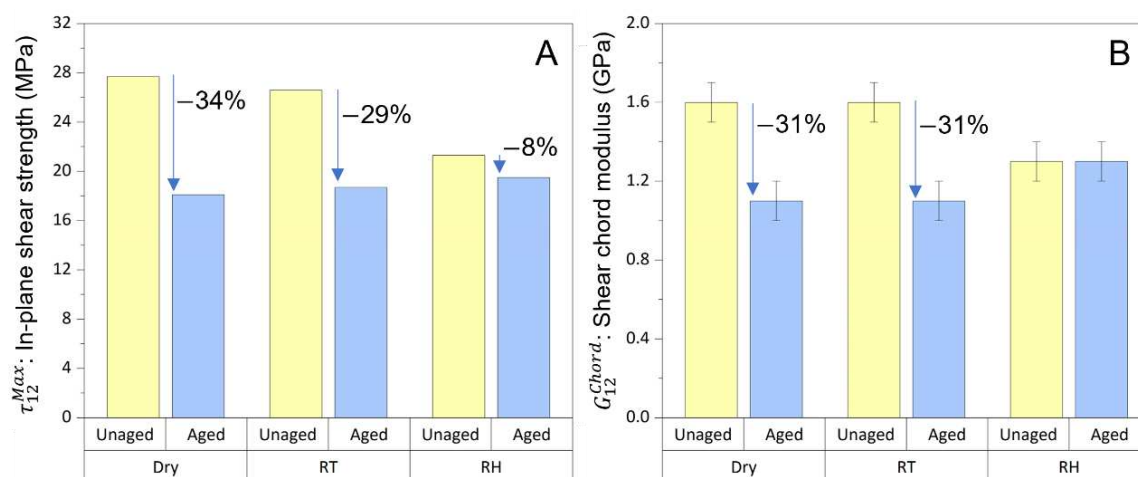 A
τ₁₂ᴹᵃˣ: In-plane shear strength (MPa)
32
28
24
20
16
12
8
4
0
−34%
−29%
−8%
Unaged Aged Unaged Aged Unaged Aged
Dry RT RH
B
G₁₂ᶜʰᵒʳᵈ: Shear chord modulus (GPa)
2.0
1.6
1.2
0.8
0.4
0.0
−31%
−31%
Unaged Aged Unaged Aged Unaged Aged
Dry RT RH